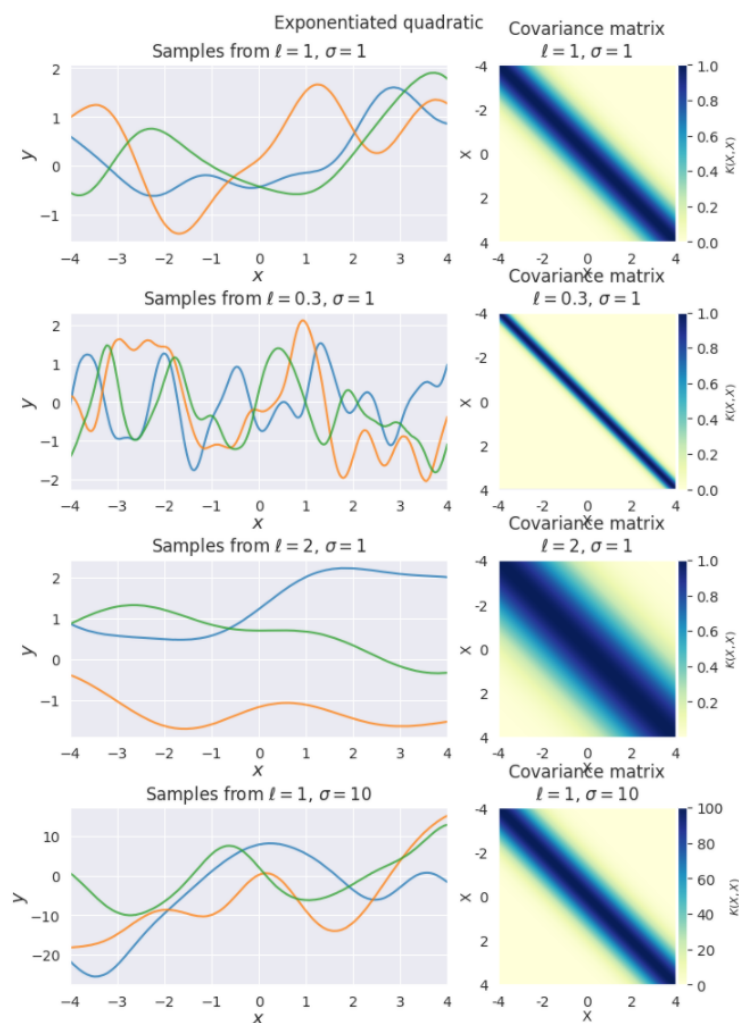 Exponentiated quadratic
Samples from ℓ = 1, σ = 1
Covariance matrix
ℓ = 1, σ = 1
2
1
0
−1
y
−4 −3 −2 −1 0 1 2 3 4
x
-4
-2
0
2
4
X
-4 -2 0 2 4
X
1.0
0.8
0.6
0.4
0.2
0.0
K(X,X)
Samples from ℓ = 0.3, σ = 1
Covariance matrix
ℓ = 0.3, σ = 1
2
1
0
−1
−2
y
−4 −3 −2 −1 0 1 2 3 4
x
-4
-2
0
2
4
X
-4 -2 0 2 4
X
1.0
0.8
0.6
0.4
0.2
0.0
K(X,X)
Samples from ℓ = 2, σ = 1
Covariance matrix
ℓ = 2, σ = 1
2
1
0
−1
y
−4 −3 −2 −1 0 1 2 3 4
x
-4
-2
0
2
4
X
-4 -2 0 2 4
X
1.0
0.8
0.6
0.4
0.2
K(X,X)
Samples from ℓ = 1, σ = 10
Covariance matrix
ℓ = 1, σ = 10
10
0
−10
−20
y
−4 −3 −2 −1 0 1 2 3 4
x
-4
-2
0
2
4
X
-4 -2 0 2 4
X
100
80
60
40
20
0
K(X,X)